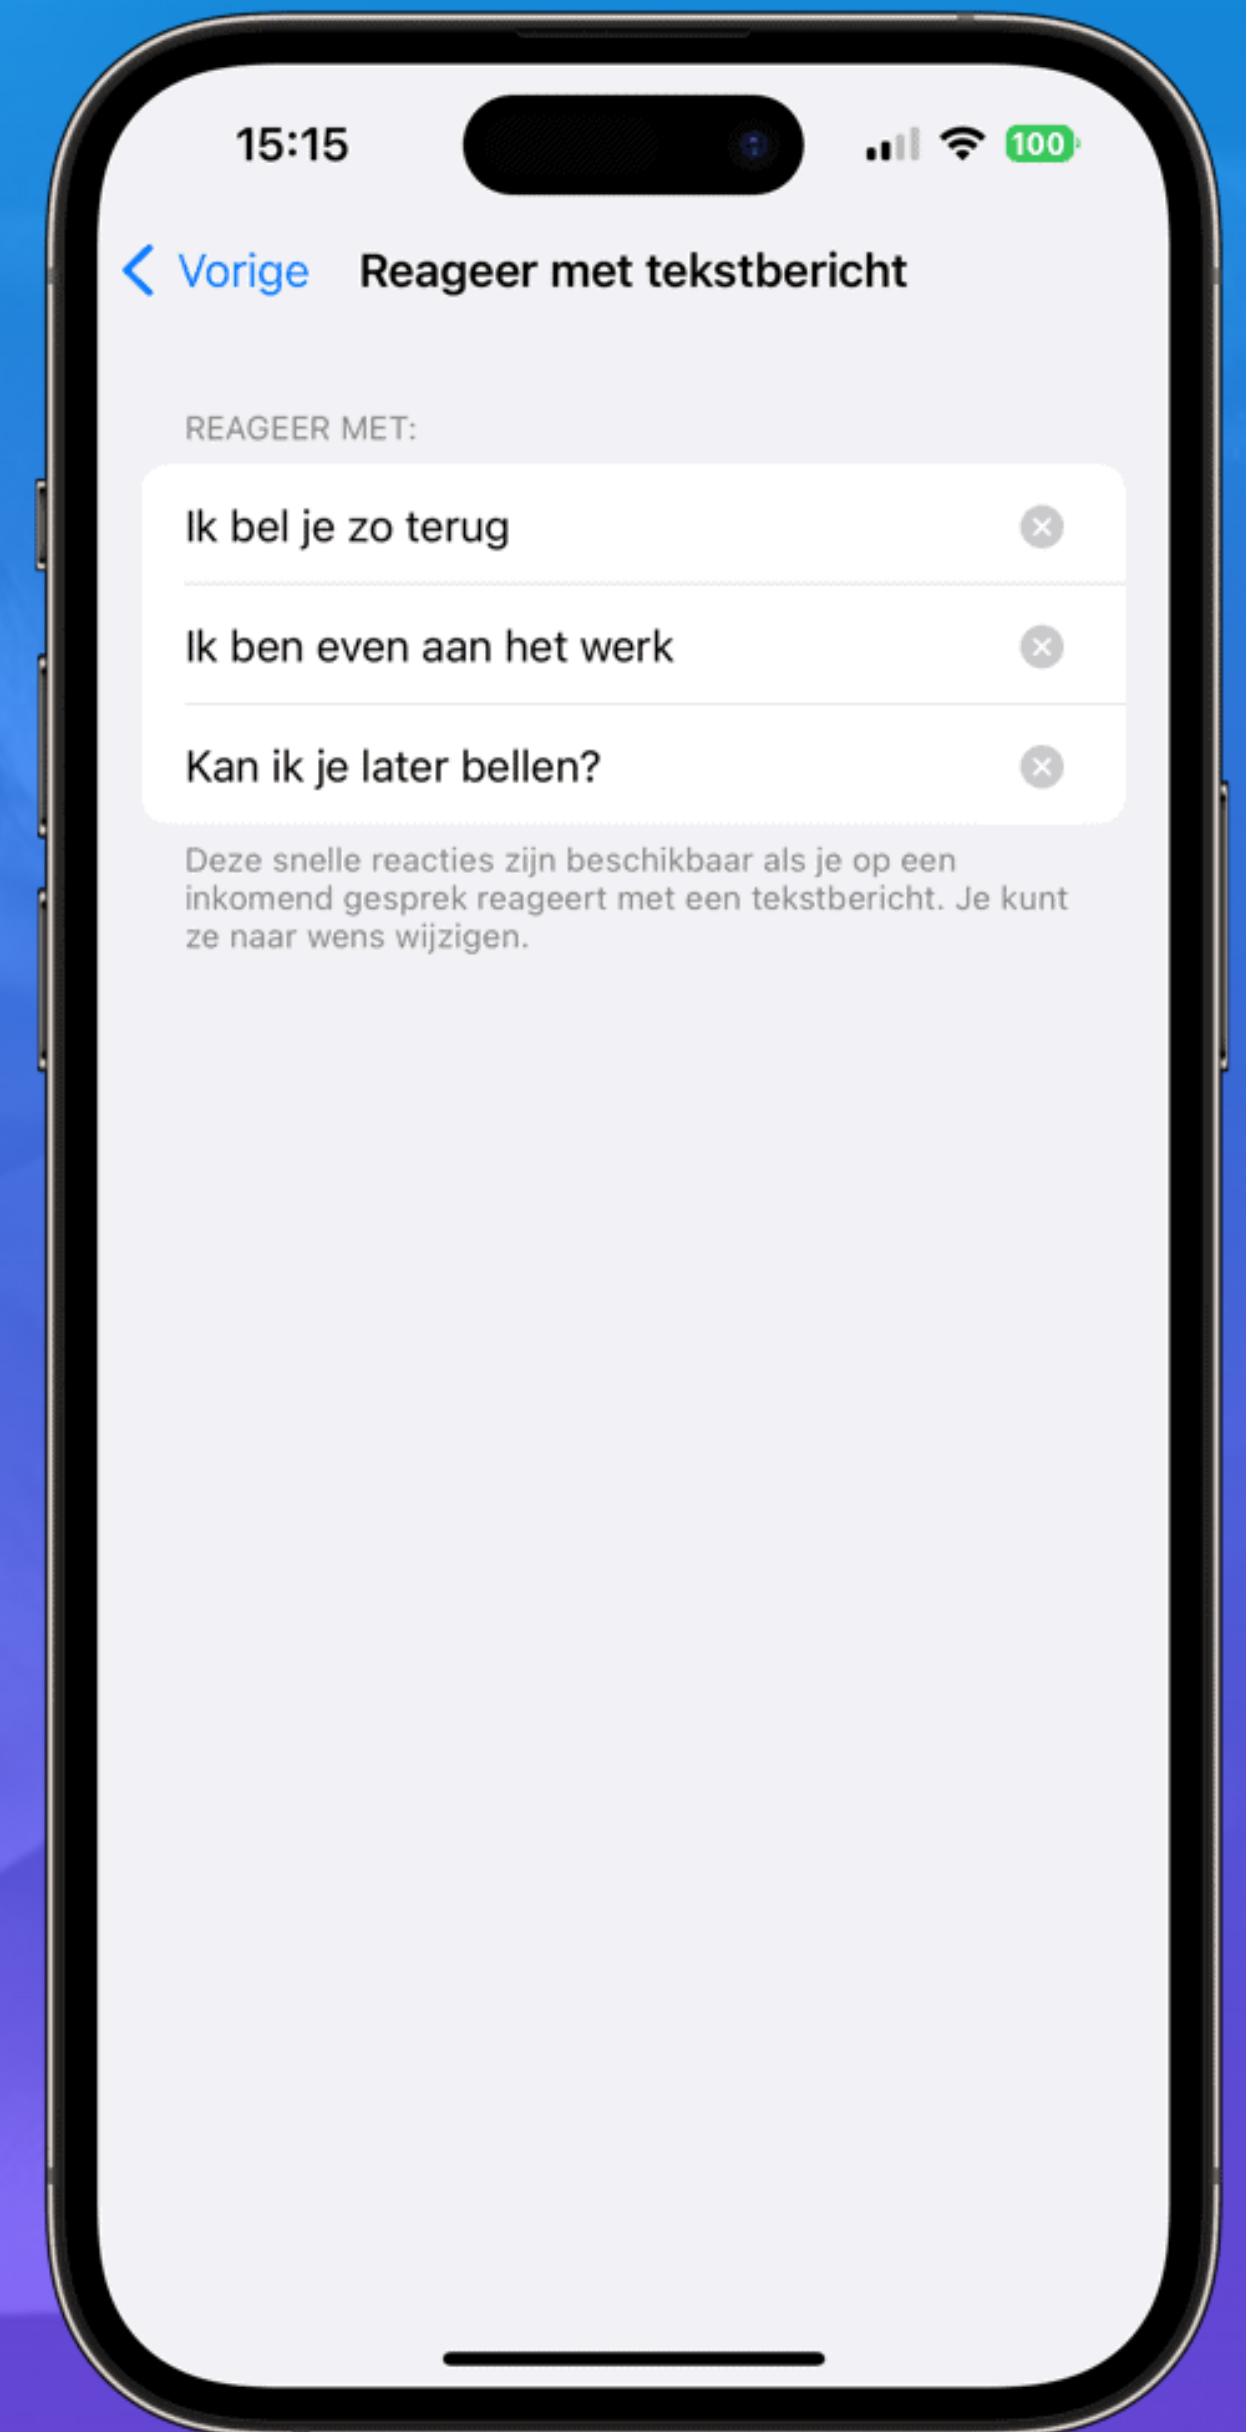 15:15
100
Vorige
Reageer met tekstbericht
REAGEER MET:
Ik bel je zo terug
Ik ben even aan het werk
Kan ik je later bellen?
Deze snelle reacties zijn beschikbaar als je op een
inkomend gesprek reageert met een tekstbericht. Je kunt
ze naar wens wijzigen.